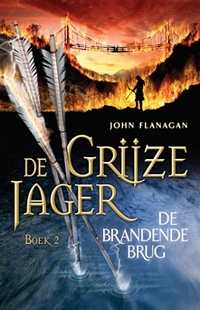 JOHN FLANAGAN
DE GRIJZE
JAGER
BOEK 2
DE
BRANDENDE
BRUG